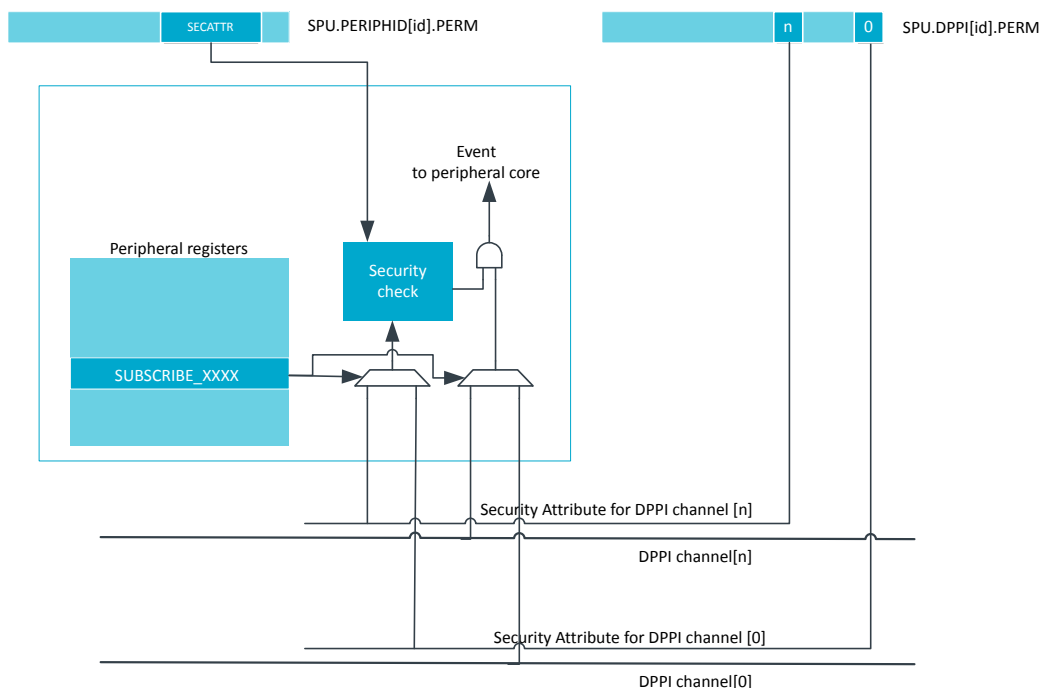 SECATTR
SPU.PERIPHID[id].PERM
n
0
SPU.DPPI[id].PERM
Event
to peripheral core
Peripheral registers
Security
check
SUBSCRIBE_XXXX
Security Attribute for DPPI channel [n]
DPPI channel[n]
Security Attribute for DPPI channel [0]
DPPI channel[0]